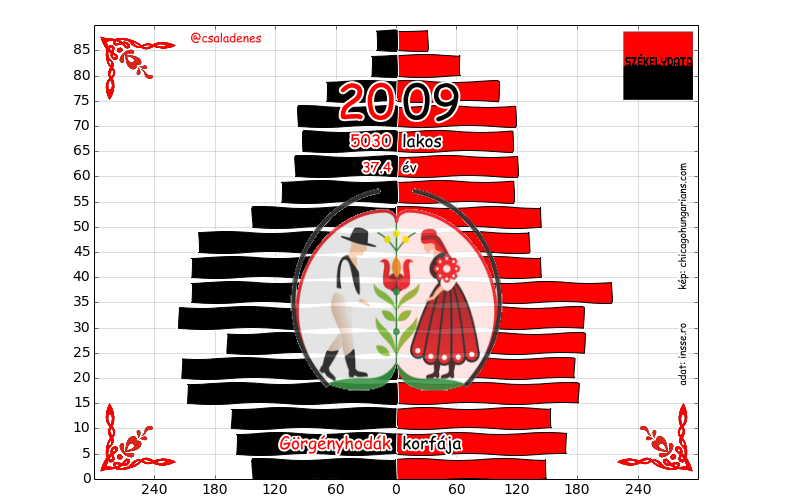 @csaladenes
SZÉKELYDATA
2009
5030 lakos
37.4 év
kép: chicagohungarians.com
adat: insse.ro
Görgényhodák korfája
85
80
75
70
65
60
55
50
45
40
35
30
25
20
15
10
5
0
240 180 120 60 0 60 120 180 240